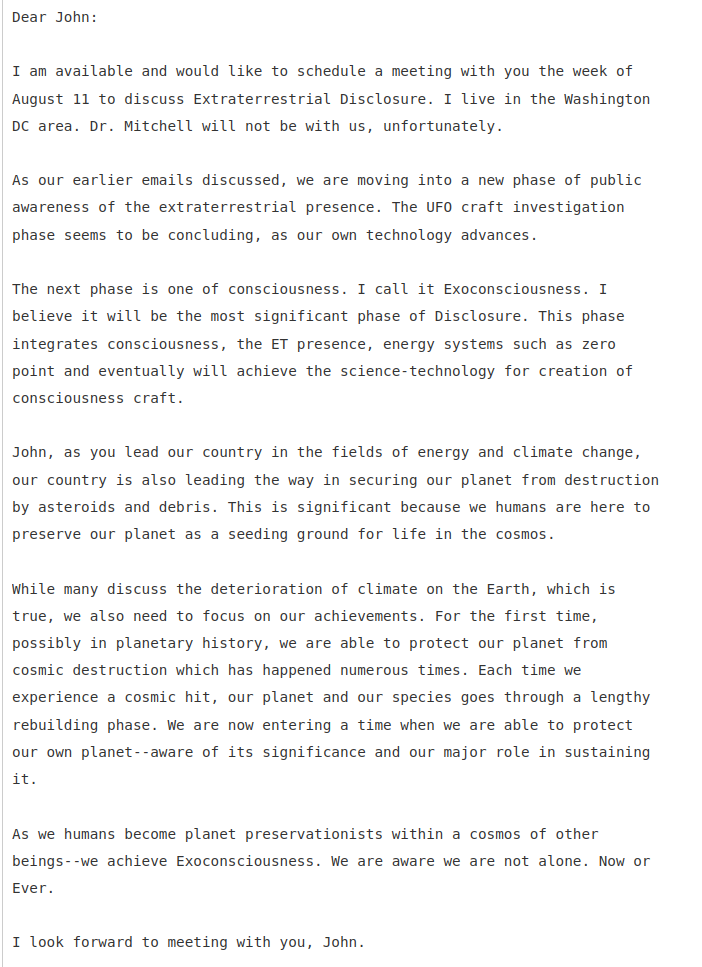 Dear John:
I am available and would like to schedule a meeting with you the week of
August 11 to discuss Extraterrestrial Disclosure. I live in the Washington
DC area. Dr. Mitchell will not be with us, unfortunately.
As our earlier emails discussed, we are moving into a new phase of public
awareness of the extraterrestrial presence. The UFO craft investigation
phase seems to be concluding, as our own technology advances.
The next phase is one of consciousness. I call it Exoconsciousness. I
believe it will be the most significant phase of Disclosure. This phase
integrates consciousness, the ET presence, energy systems such as zero
point and eventually will achieve the science-technology for creation of
consciousness craft.
John, as you lead our country in the fields of energy and climate change,
our country is also leading the way in securing our planet from destruction
by asteroids and debris. This is significant because we humans are here to
preserve our planet as a seeding ground for life in the cosmos.
While many discuss the deterioration of climate on the Earth, which is
true, we also need to focus on our achievements. For the first time,
possibly in planetary history, we are able to protect our planet from
cosmic destruction which has happened numerous times. Each time we
experience a cosmic hit, our planet and our species goes through a lengthy
rebuilding phase. We are now entering a time when we are able to protect
our own planet--aware of its significance and our major role in sustaining
it.
As we humans become planet preservationists within a cosmos of other
beings--we achieve Exoconsciousness. We are aware we are not alone. Now or
Ever.
I look forward to meeting with you, John.